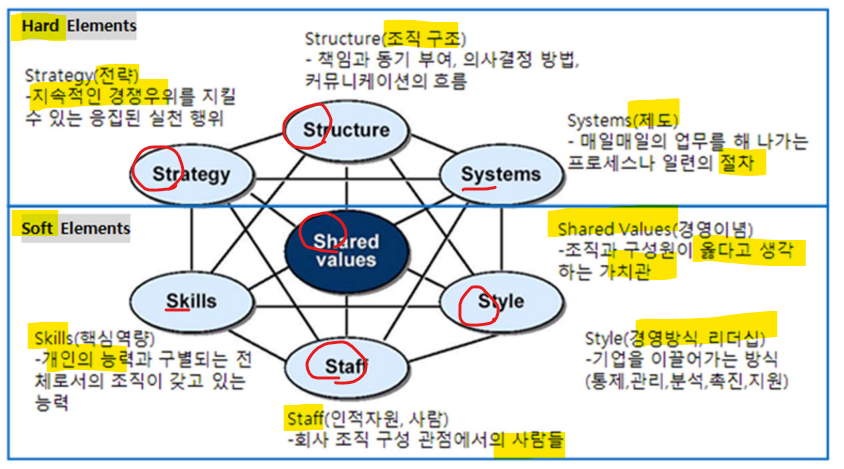 Hard Elements
Structure(조직 구조)
- 책임과 동기 부여, 의사결정 방법,
커뮤니케이션의 흐름
Strategy(전략)
-지속적인 경쟁우위를 지킬
수 있는 응집된 실천 행위
Systems(제도)
- 매일매일의 업무를 해 나가는
프로세스나 일련의 절차
Structure
Strategy
Systems
Soft Elements
Shared
values
Shared Values(경영이념)
-조직과 구성원이 옳다고 생각
하는 가치관
Skills
Style
Staff
Skills(핵심역량)
-개인의 능력과 구별되는 전
체로서의 조직이 갖고 있는
능력
Style(경영방식, 리더십)
-기업을 이끌어가는 방식
(통제,관리,분석,촉진,지원)
Staff(인적자원, 사람)
-회사 조직 구성 관점에서의 사람들